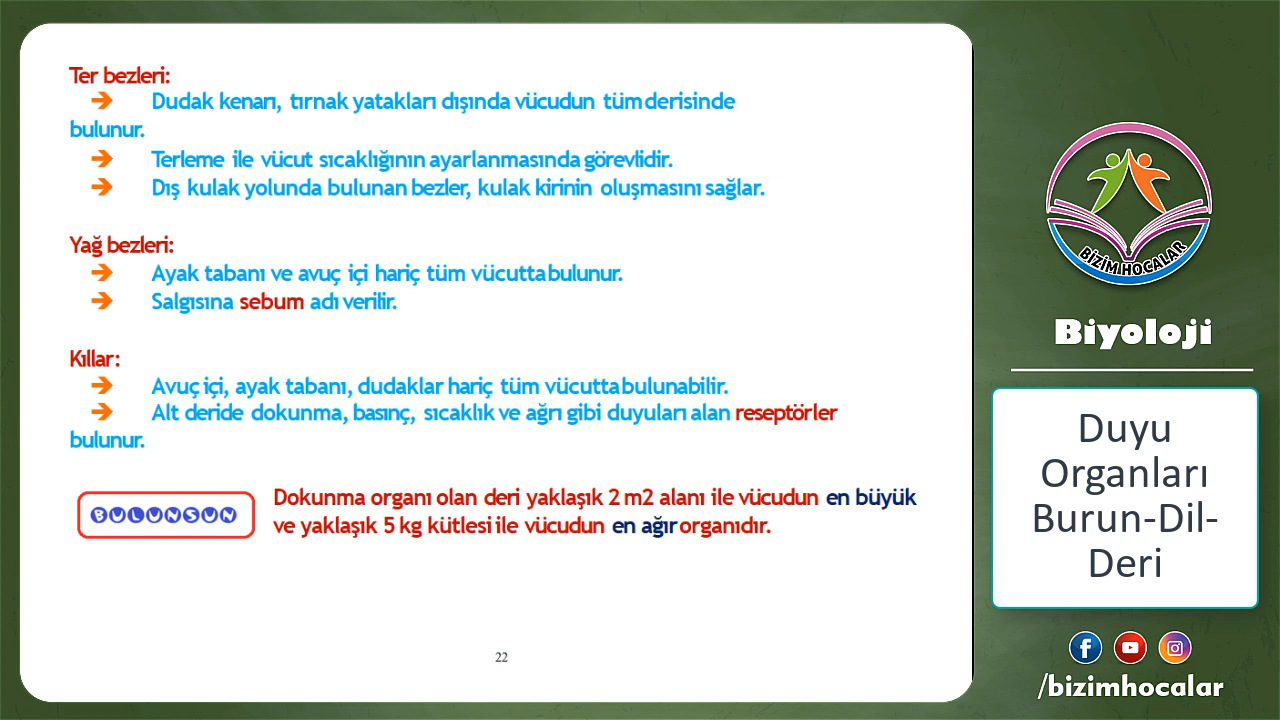 Ter bezleri:
➔ Dudak kenarı, tırnak yatakları dışında vücudun tüm derisinde
bulunur.
➔ Terleme ile vücut sıcaklığının ayarlanmasında görevlidir.
➔ Dış kulak yolunda bulunan bezler, kulak kirinin oluşmasını sağlar.
Yağ bezleri:
➔ Ayak tabanı ve avuç içi hariç tüm vücutta bulunur.
➔ Salgısına sebum adı verilir.
Kıllar:
➔ Avuç içi, ayak tabanı, dudaklar hariç tüm vücutta bulunabilir.
➔ Alt deride dokunma, basınç, sıcaklık ve ağrı gibi duyuları alan reseptörler
bulunur.
BULUNSUN
Dokunma organı olan deri yaklaşık 2 m2 alanı ile vücudun en büyük
ve yaklaşık 5 kg kütlesi ile vücudun en ağır organıdır.
22
BİZİM HOCALAR
Biyoloji
Duyu
Organları
Burun-Dil-
Deri
/bizimhocalar